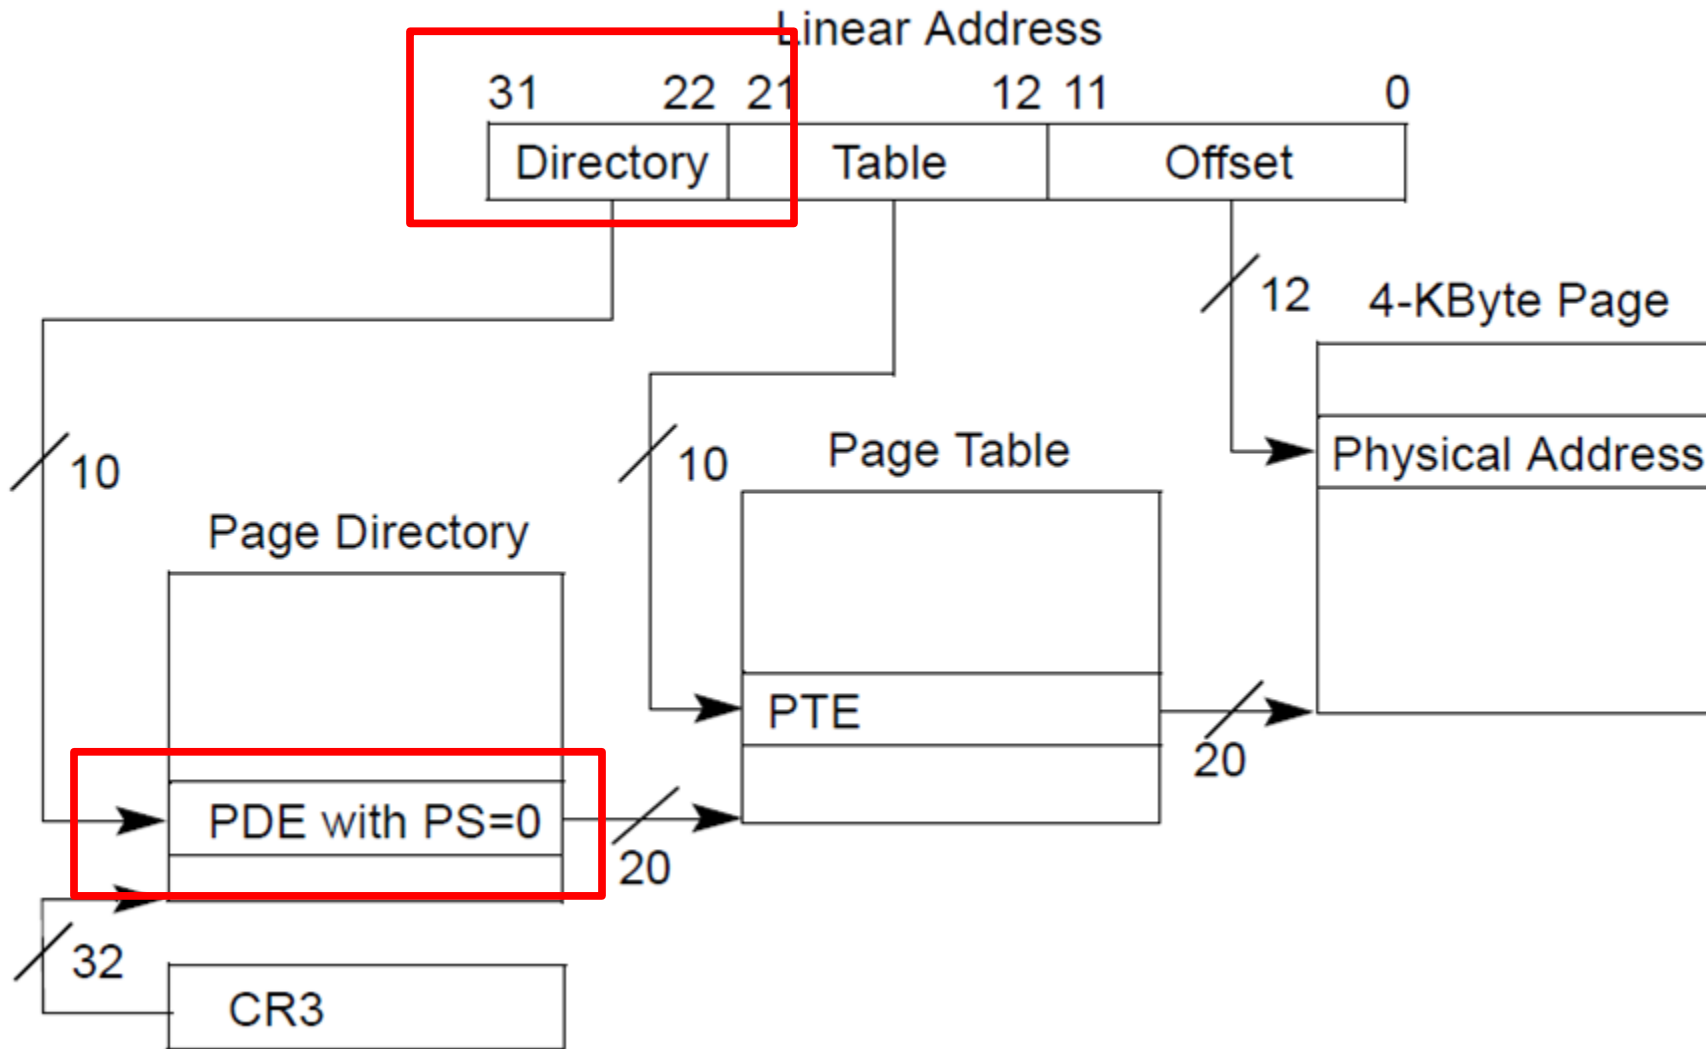 Linear Address
31 22 21 12 11 0
Directory Table Offset
12
4-KByte Page
Physical Address
10
Page Table
10
Page Directory
PTE
20
PDE with PS=0
20
32
CR3